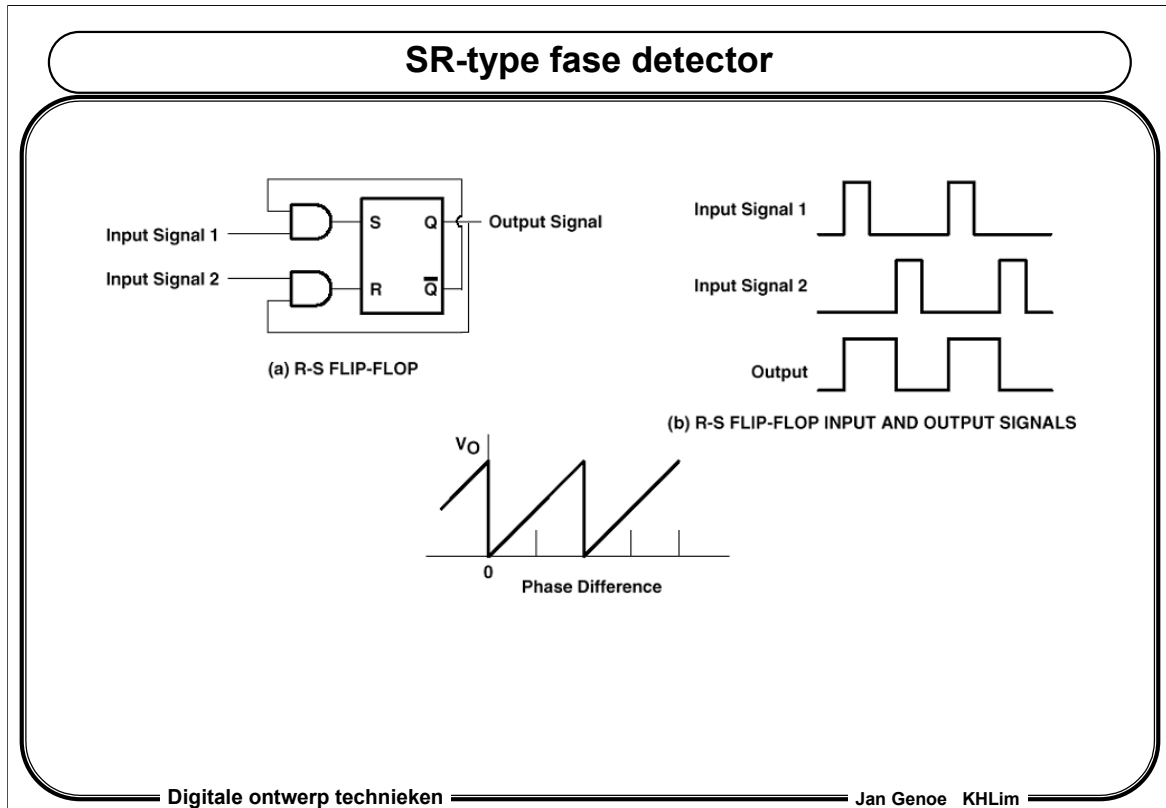 SR-type fase detector
Input Signal 1
Input Signal 2
S
Q
R
Q̅
Output Signal
(a) R-S FLIP-FLOP
Input Signal 1
Input Signal 2
Output
(b) R-S FLIP-FLOP INPUT AND OUTPUT SIGNALS
VO
0
Phase Difference
Digitale ontwerp technieken
Jan Genoe KHLim